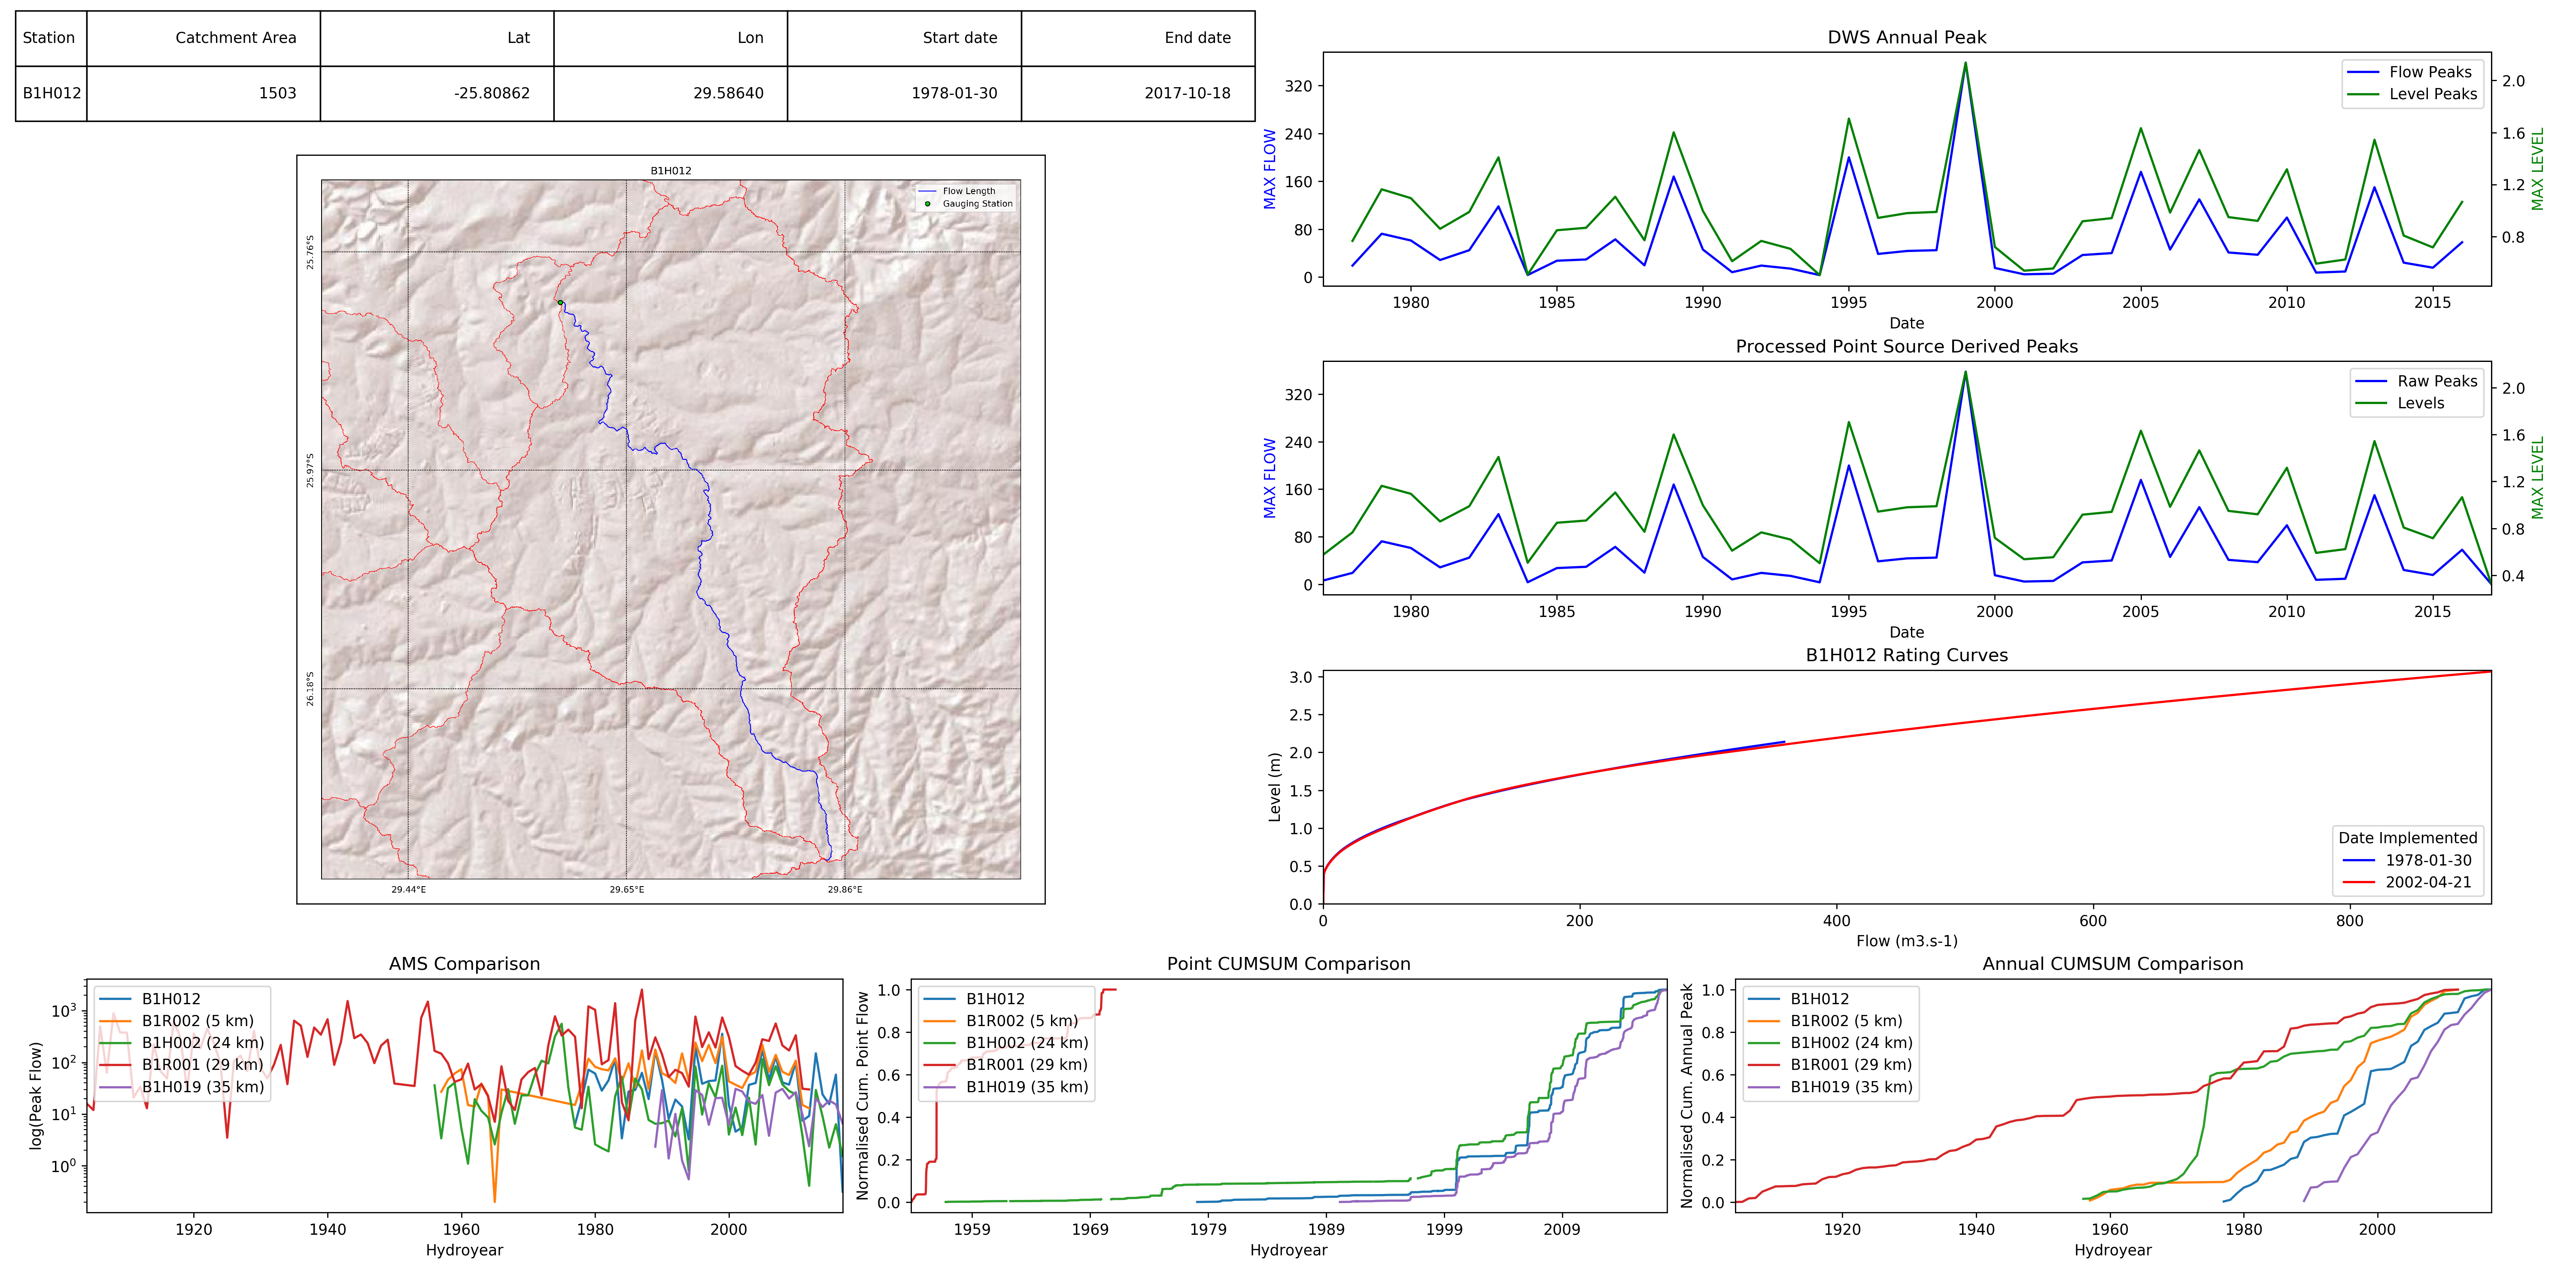 Station Catchment Area Lat Lon Start date End date
B1H012 1503 -25.80862 29.58640 1978-01-30 2017-10-18
B1H012
Flow Length
Gauging Station
25.76°S
25.97°S
26.18°S
29.44°E 29.65°E 29.86°E
DWS Annual Peak
Flow Peaks
Level Peaks
MAX FLOW
320
240
160
80
0
2.0
1.6
1.2
0.8
MAX LEVEL
1980 1985 1990 1995 2000 2005 2010 2015
Date
Processed Point Source Derived Peaks
Raw Peaks
Levels
MAX FLOW
320
240
160
80
0
2.0
1.6
1.2
0.8
0.4
MAX LEVEL
1980 1985 1990 1995 2000 2005 2010 2015
Date
B1H012 Rating Curves
Level (m)
3.0
2.5
2.0
1.5
1.0
0.5
0.0
Date Implemented
1978-01-30
2002-04-21
0 200 400 600 800
Flow (m3.s-1)
AMS Comparison
B1H012
B1R002 (5 km)
B1H002 (24 km)
B1R001 (29 km)
B1H019 (35 km)
log(Peak Flow)
10³
10²
10¹
10⁰
1920 1940 1960 1980 2000
Hydroyear
Point CUMSUM Comparison
B1H012
B1R002 (5 km)
B1H002 (24 km)
B1R001 (29 km)
B1H019 (35 km)
Normalised Cum. Point Flow
1.0
0.8
0.6
0.4
0.2
0.0
1959 1969 1979 1989 1999 2009
Hydroyear
Annual CUMSUM Comparison
B1H012
B1R002 (5 km)
B1H002 (24 km)
B1R001 (29 km)
B1H019 (35 km)
Normalised Cum. Annual Peak
1.0
0.8
0.6
0.4
0.2
0.0
1920 1940 1960 1980 2000
Hydroyear